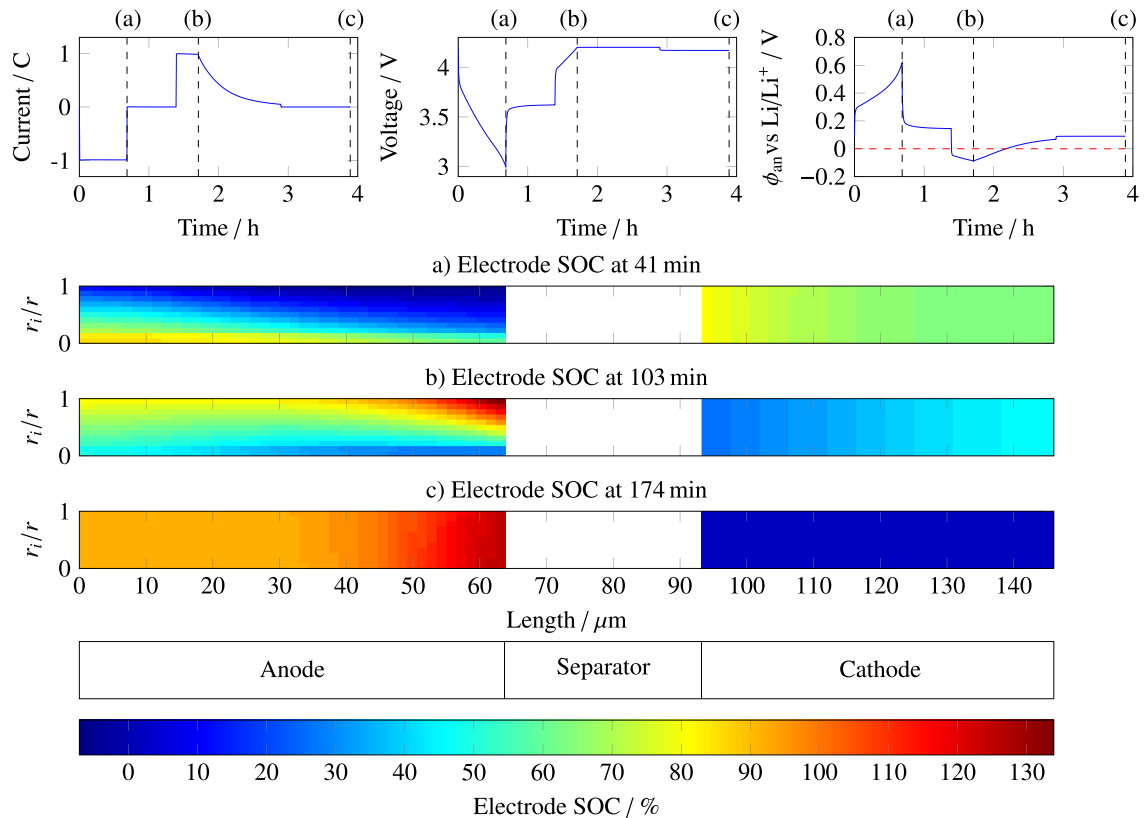 (a) (b) (c) (a) (b) (c) (a) (b) (c)
Current / C
1
0
-1
0 1 2 3 4
Time / h
Voltage / V
4
3.5
3
0 1 2 3 4
Time / h
ϕan vs Li/Li+ / V
0.8
0.6
0.4
0.2
0
−0.2
0 1 2 3 4
Time / h
a) Electrode SOC at 41 min
ri/r
1
0
b) Electrode SOC at 103 min
ri/r
1
0
c) Electrode SOC at 174 min
ri/r
1
0
0 10 20 30 40 50 60 70 80 90 100 110 120 130 140
Length / μm
Anode Separator Cathode
0 10 20 30 40 50 60 70 80 90 100 110 120 130
Electrode SOC / %